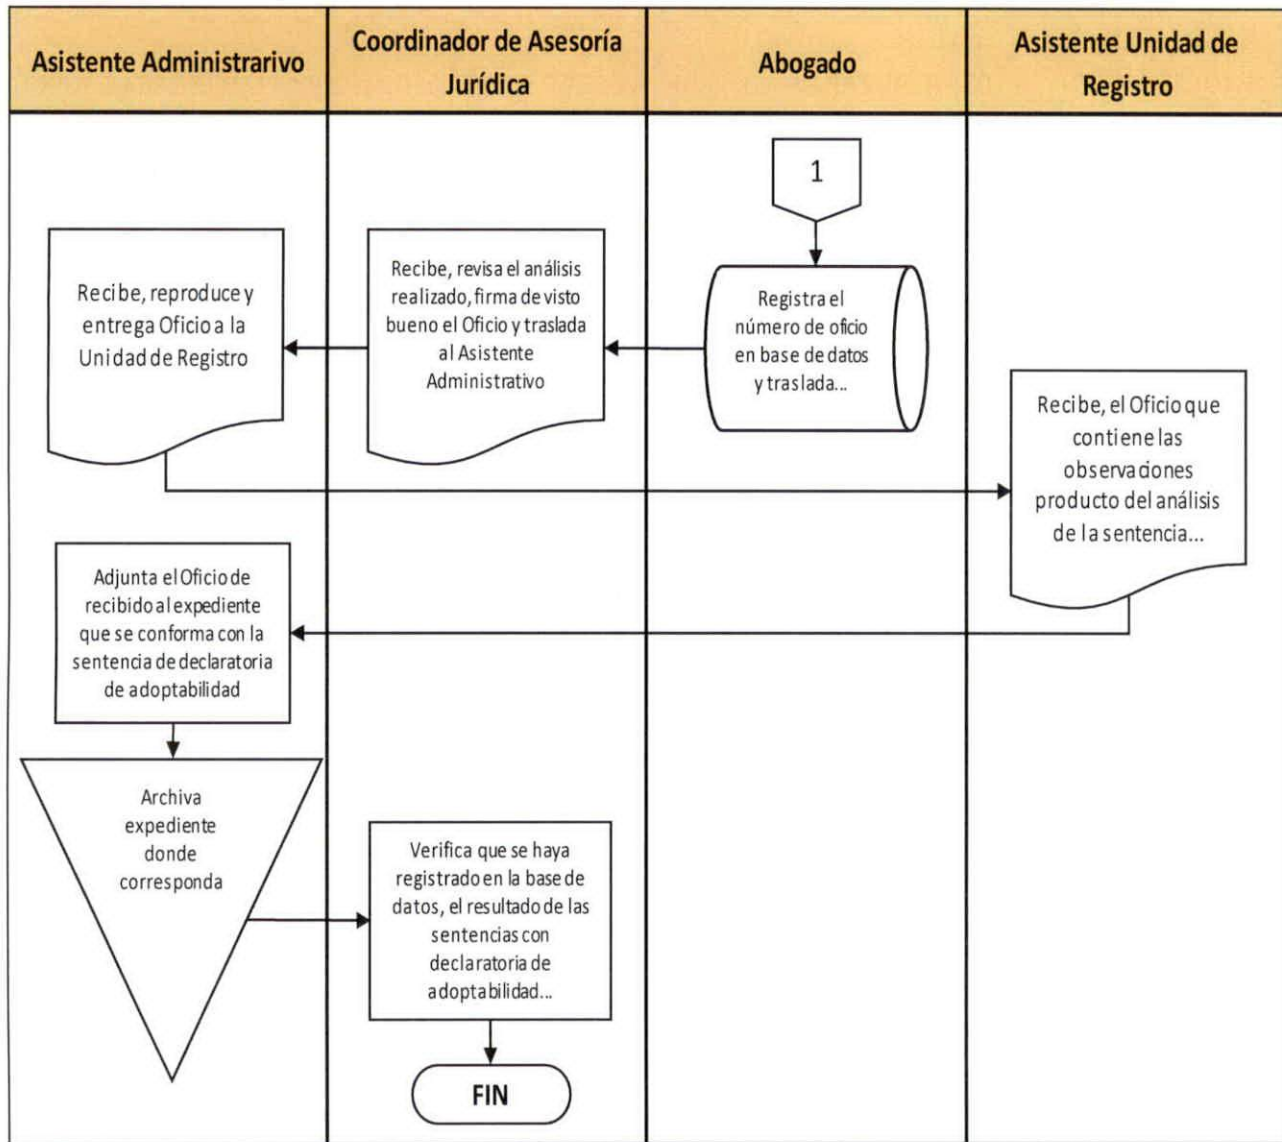 Asistente Administrarivo
Coordinador de Asesoría
Jurídica
Abogado
Asistente Unidad de
Registro
1
Registra el
número de oficio
en base de datos
y traslada...
Recibe, revisa el análisis
realizado, firma de visto
bueno el Oficio y traslada
al Asistente
Administrativo
Recibe, reproduce y
entrega Oficio a la
Unidad de Registro
Recibe, el Oficio que
contiene las
observaciones
producto del análisis
de la sentencia...
Adjunta el Oficio de
recibido al expediente
que se conforma con la
sentencia de declaratoria
de adoptabilidad
Archiva
expediente
donde
corresponda
Verifica que se haya
registrado en la base de
datos, el resultado de las
sentencias con
declaratoria de
adoptabilidad...
FIN